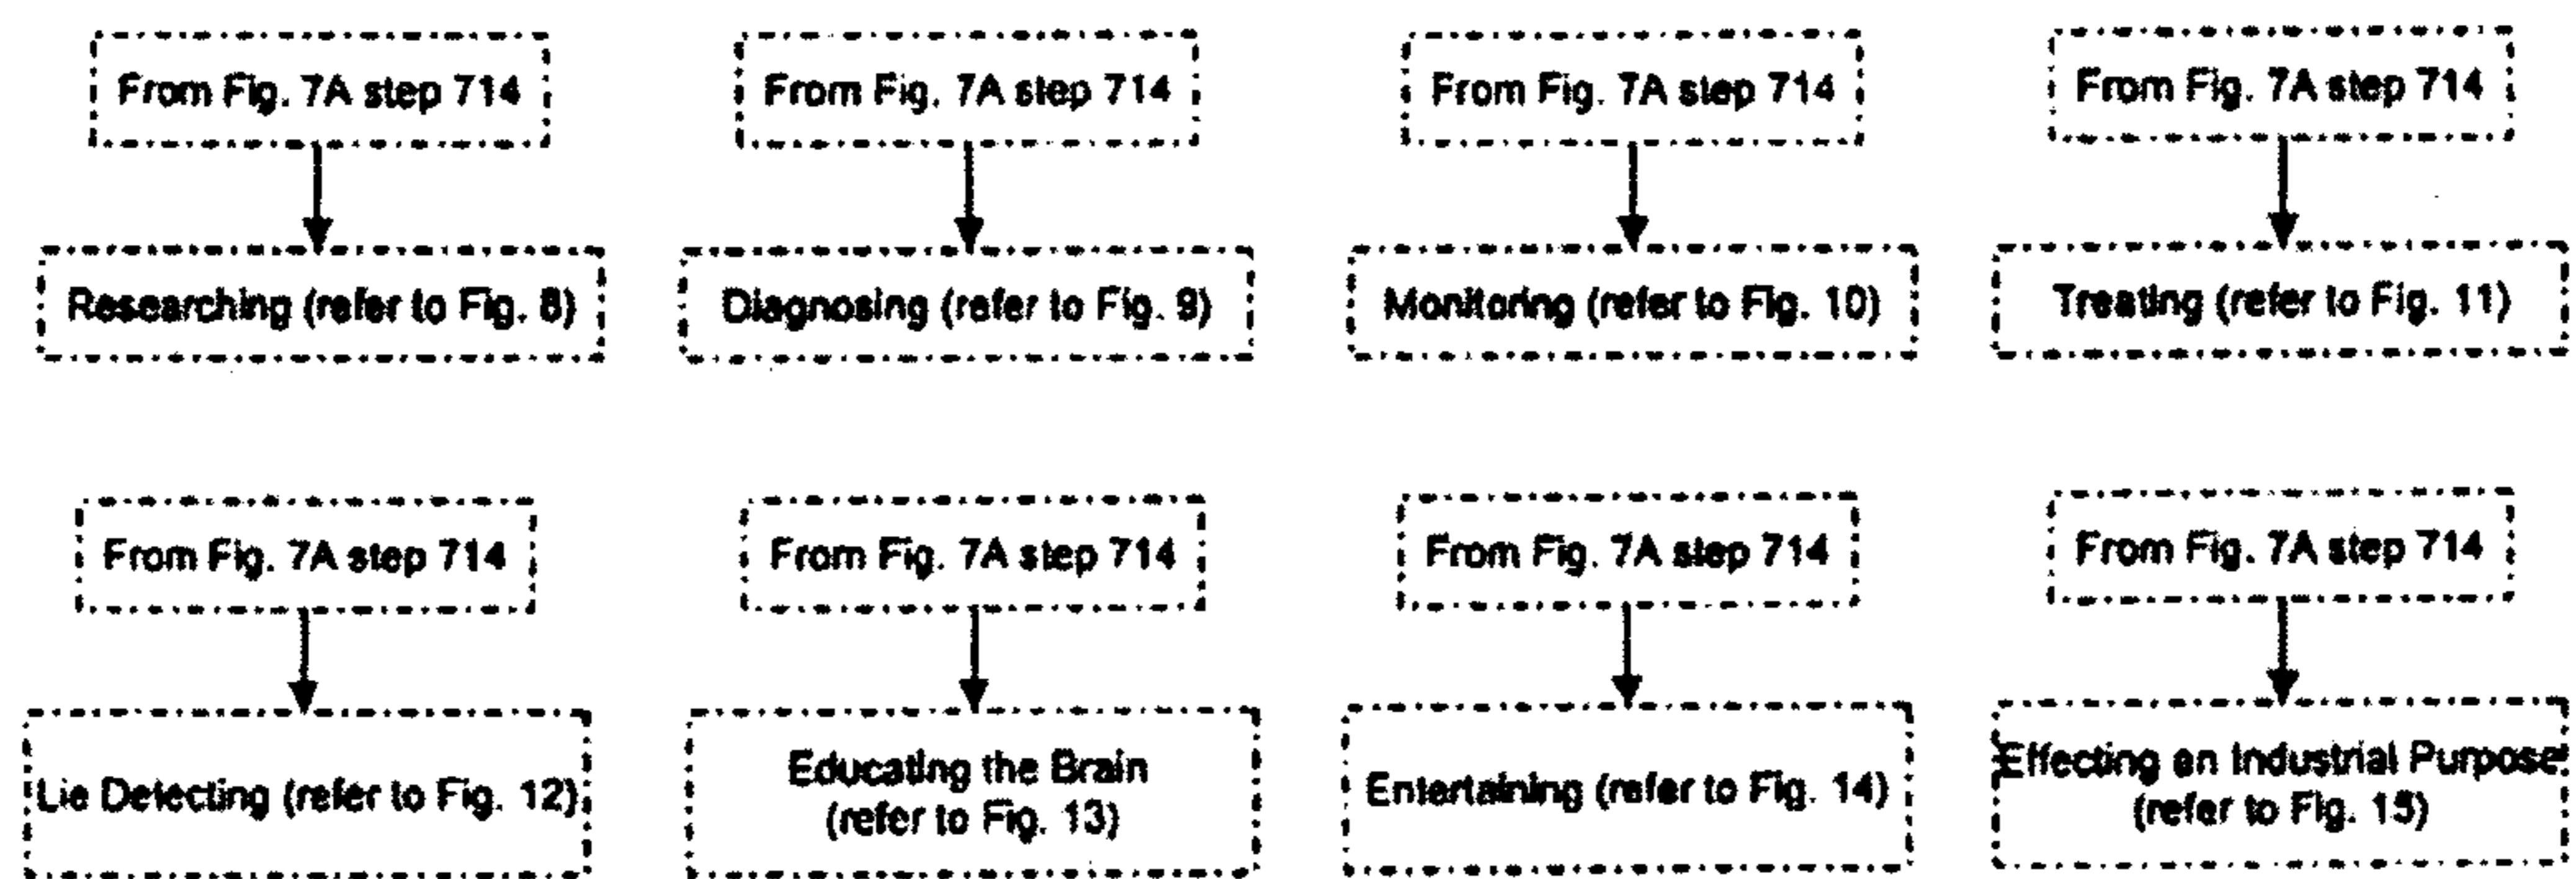 From Fig. 7A step 714
From Fig. 7A step 714
From Fig. 7A step 714
From Fig. 7A step 714
Researching (refer to Fig. 8)
Diagnosing (refer to Fig. 9)
Monitoring (refer to Fig. 10)
Treating (refer to Fig. 11)
From Fig. 7A step 714
From Fig. 7A step 714
From Fig. 7A step 714
From Fig. 7A step 714
Lie Detecting (refer to Fig. 12)
Educating the Brain
(refer to Fig. 13)
Entertaining (refer to Fig. 14)
Effecting an Industrial Purpose
(refer to Fig. 15)